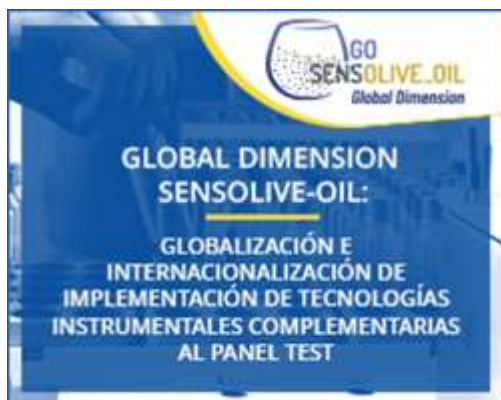 GO
SENSOLIVE_OIL
Global Dimension
GLOBAL DIMENSION
SENSOLIVE-OIL:
GLOBALIZACIÓN E
INTERNACIONALIZACIÓN DE
IMPLEMENTACIÓN DE TECNOLOGÍAS
INSTRUMENTALES COMPLEMENTARIAS
AL PANEL TEST